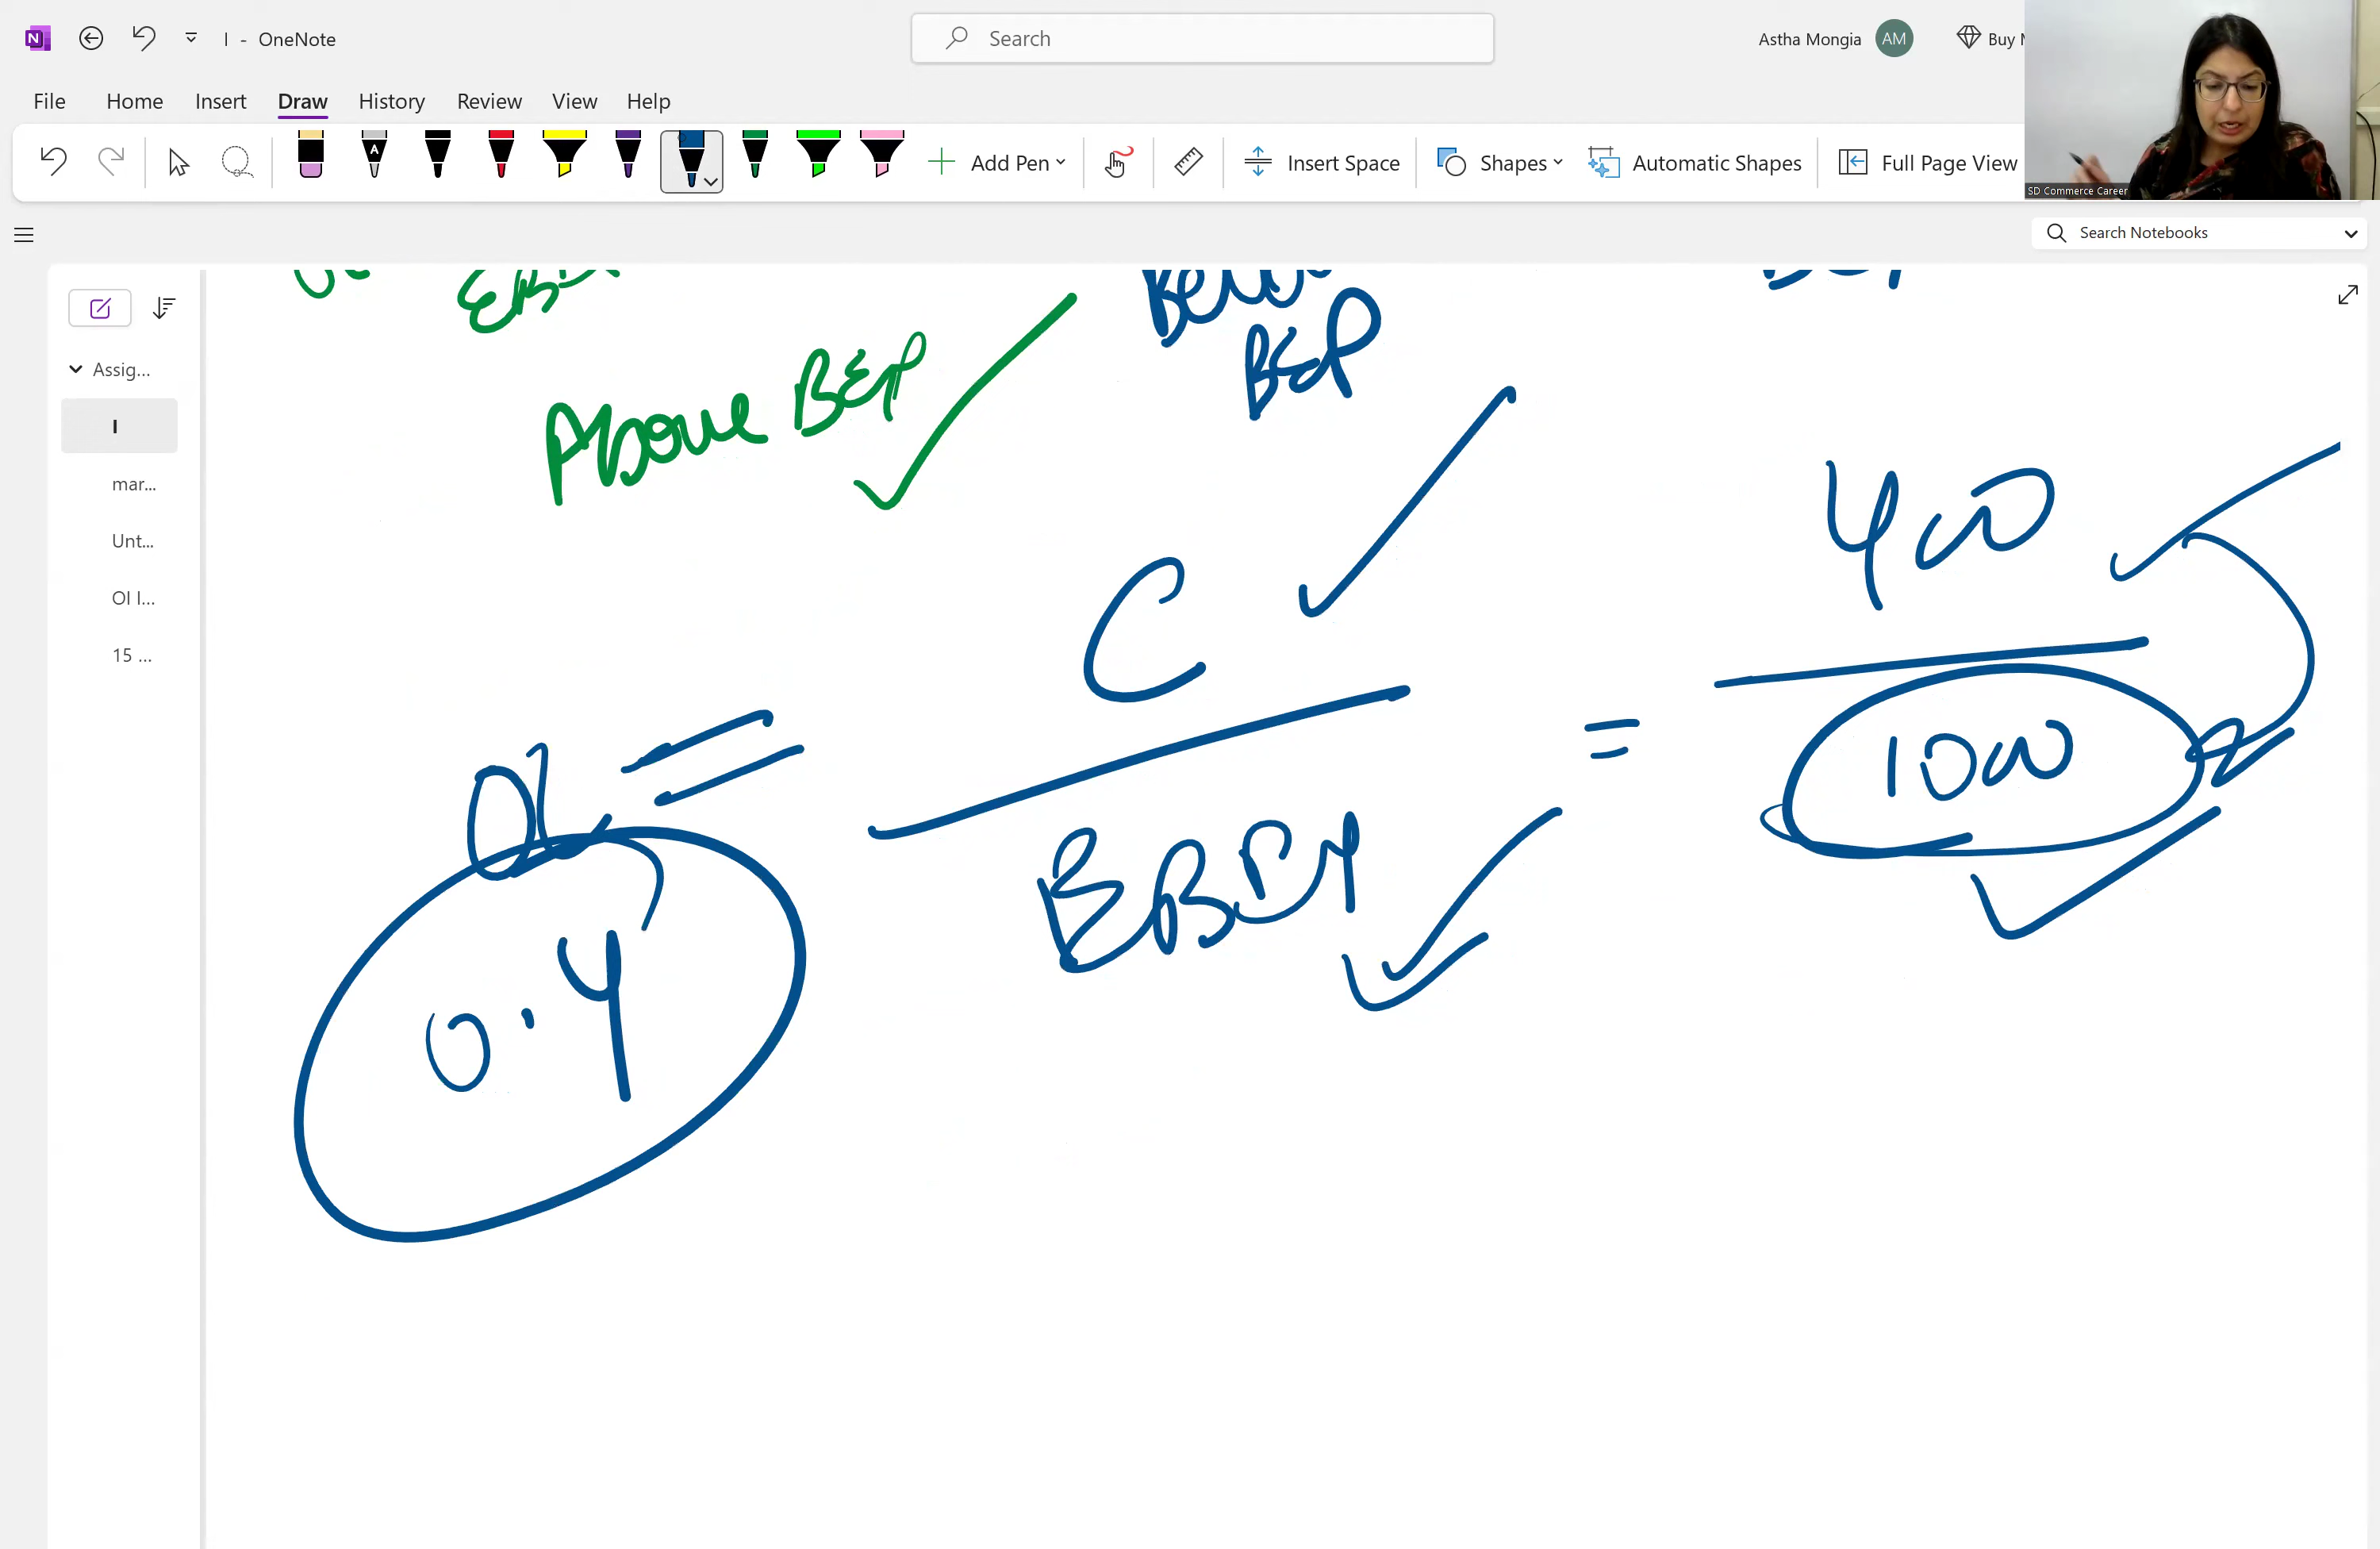 I - OneNote
Search
Astha Mongia AM Buy
File Home Insert Draw History Review View Help
Add Pen Insert Space Shapes Automatic Shapes Full Page View
SD Commerce Career
Search Notebooks
Assig...
I
mar...
Unt...
OI I...
15 ...
Above BEP
BEP
C
400
OL =
=
1000
EBIT
0.4